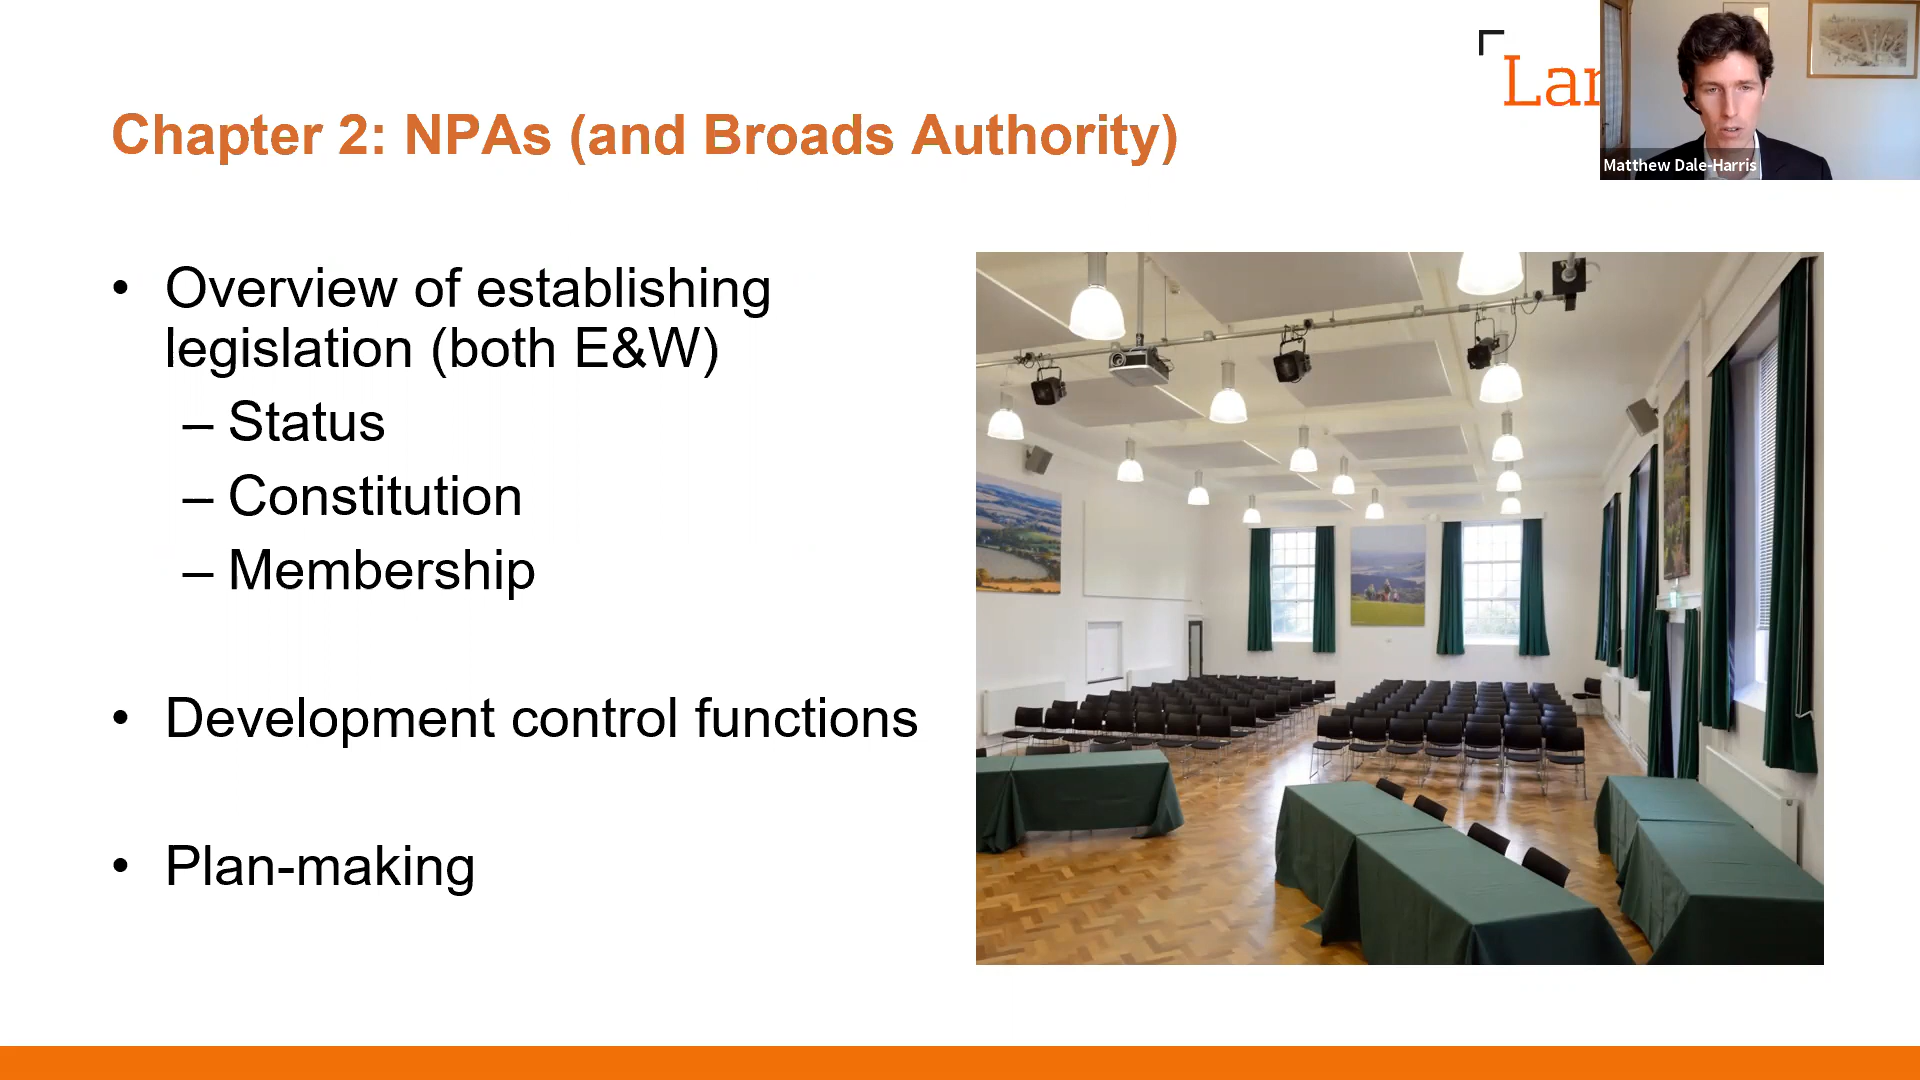 Chapter 2: NPAs (and Broads Authority)
Matthew Dale-Harris
• Overview of establishing
legislation (both E&W)
– Status
– Constitution
– Membership
• Development control functions
• Plan-making